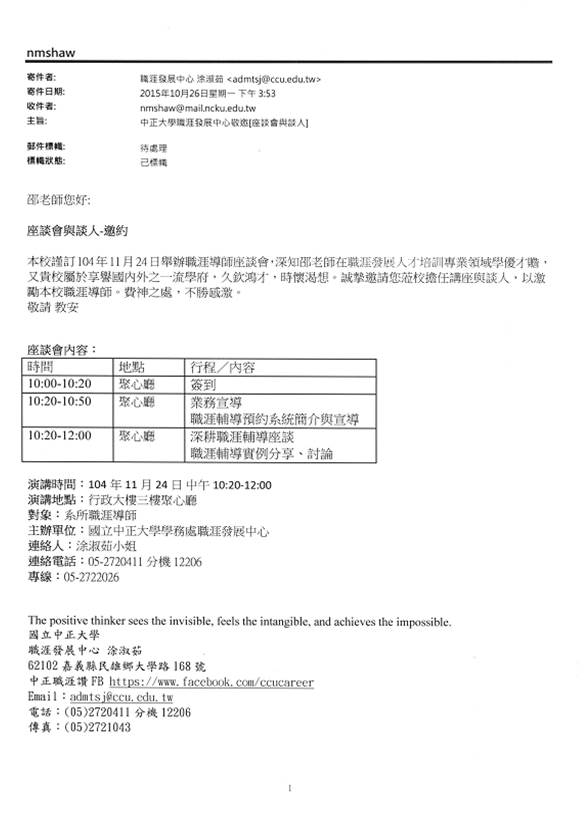 nmshaw
寄件者: 職涯發展中心 涂淑茹 <admtsj@ccu.edu.tw>
寄件日期: 2015年10月26日星期一 下午 3:53
收件者: nmshaw@mail.ncku.edu.tw
主旨: 中正大學職涯發展中心敬邀[座談會與談人]
郵件標幟: 待處理
標幟狀態: 已標幟
邵老師您好:
座談會與談人-邀約
本校謹訂104年11月24日舉辦職涯導師座談會，深知邵老師在職涯發展人才培訓專業領域學優才贍，
又貴校屬於享譽國內外之一流學府，久欽鴻才，時懷渴想。誠摯邀請您蒞校擔任講座與談人，以激
勵本校職涯導師。費神之處，不勝感激。
敬請 教安
座談會內容：
時間 地點 行程／內容
10:00-10:20 聚心廳 簽到
10:20-10:50 聚心廳 業務宣導
職涯輔導預約系統簡介與宣導
10:20-12:00 聚心廳 深耕職涯輔導座談
職涯輔導實例分享、討論
演講時間：104 年 11 月 24 日 中午 10:20-12:00
演講地點：行政大樓三樓聚心廳
對象：系所職涯導師
主辦單位：國立中正大學學務處職涯發展中心
連絡人：涂淑茹小姐
連絡電話：05-2720411 分機 12206
專線：05-2722026
The positive thinker sees the invisible, feels the intangible, and achieves the impossible.
國立中正大學
職涯發展中心 涂淑茹
62102 嘉義縣民雄鄉大學路 168 號
中正職涯讚 FB https://www.facebook.com/ccucareer
Email：admtsj@ccu.edu.tw
電話：(05)2720411 分機 12206
傳真：(05)2721043
1